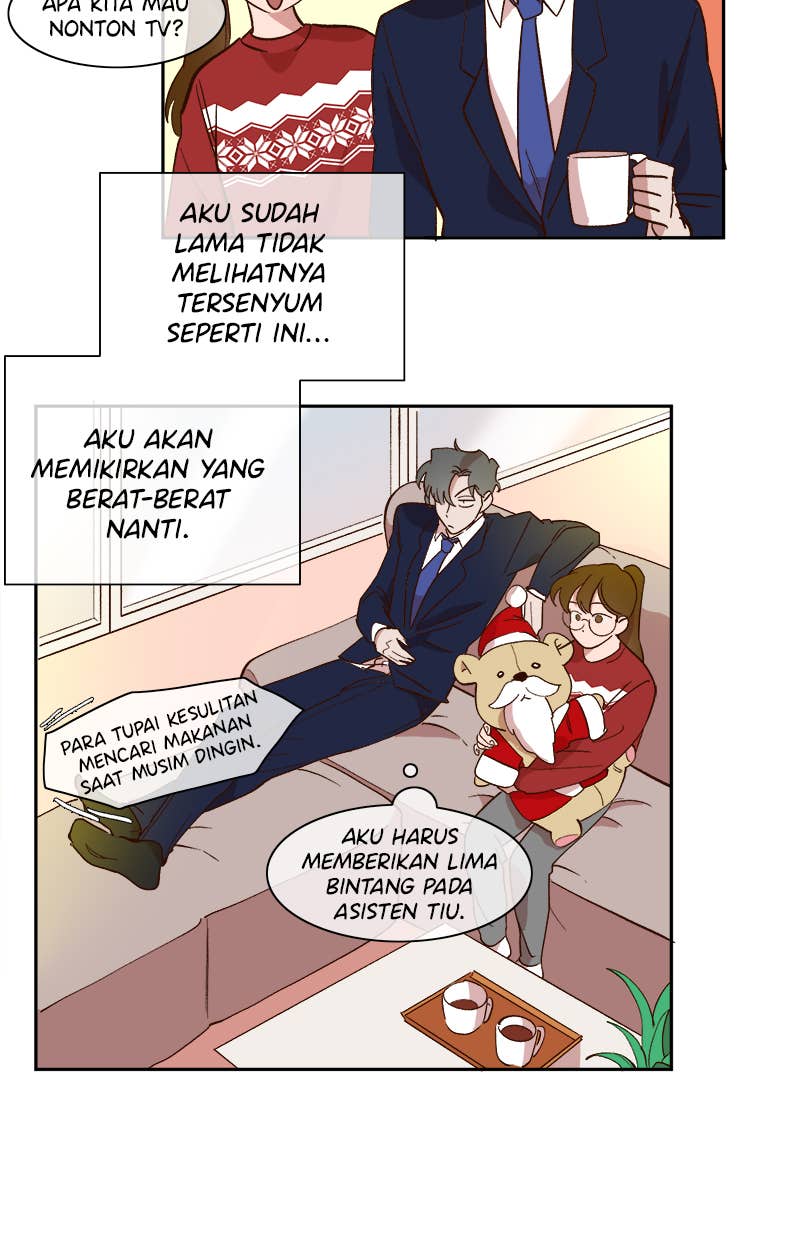 APA KITA MAU
NONTON TV?
AKU SUDAH
LAMA TIDAK
MELIHATNYA
TERSENYUM
SEPERTI INI...
AKU AKAN
MEMIKIRKAN YANG
BERAT-BERAT
NANTI.
PARA TUPAI KESULITAN
MENCARI MAKANAN
SAAT MUSIM DINGIN.
AKU HARUS
MEMBERIKAN LIMA
BINTANG PADA
ASISTEN TIU.